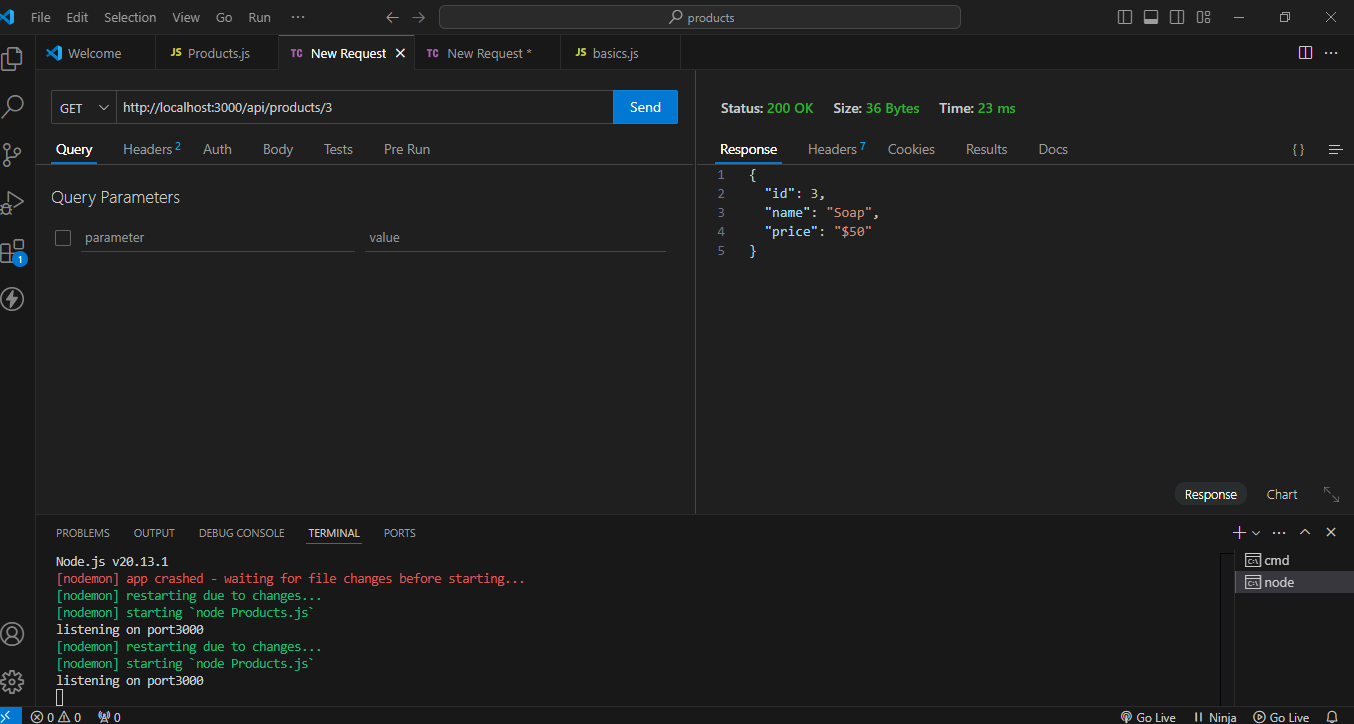 File Edit Selection View Go Run ··· products
Welcome JS Products.js TC New Request TC New Request * JS basics.js ···
GET http://localhost:3000/api/products/3 Send
Status: 200 OK Size: 36 Bytes Time: 23 ms
Query Headers 2 Auth Body Tests Pre Run
Response Headers 7 Cookies Results Docs { }
Query Parameters
parameter value
1 {
2 "id": 3,
3 "name": "Soap",
4 "price": "$50"
5 }
1
Response Chart
PROBLEMS OUTPUT DEBUG CONSOLE TERMINAL PORTS
Node.js v20.13.1
[nodemon] app crashed - waiting for file changes before starting...
[nodemon] restarting due to changes...
[nodemon] starting `node Products.js`
listening on port3000
[nodemon] restarting due to changes...
[nodemon] starting `node Products.js`
listening on port3000
cmd
node
0 0 0 Go Live Ninja Go Live